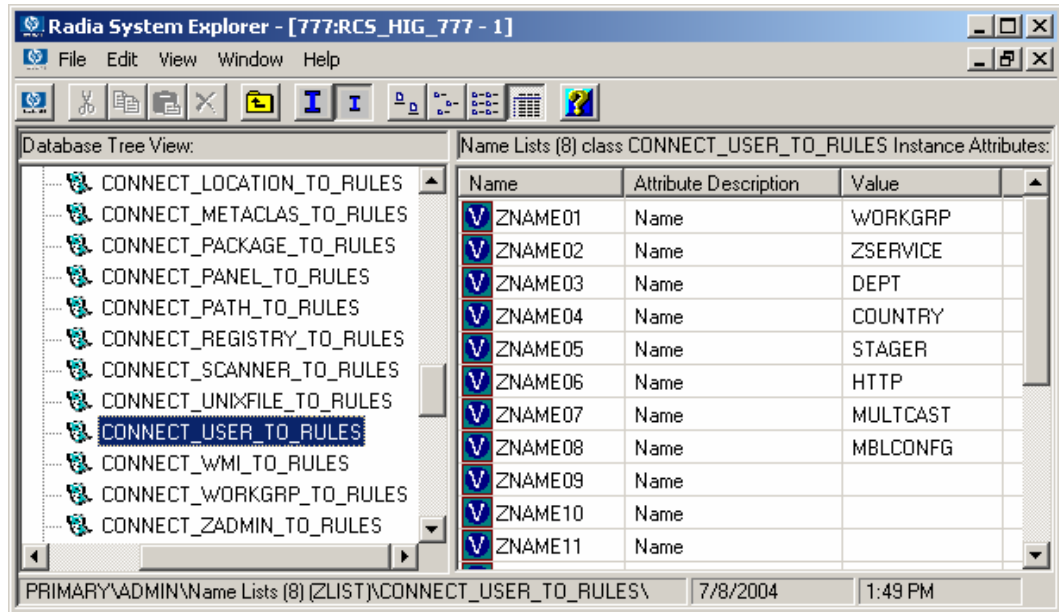 Radia System Explorer - [777:RCS_HIG_777 - 1]
File Edit View Window Help
Database Tree View:
Name Lists (8) class CONNECT_USER_TO_RULES Instance Attributes:
CONNECT_LOCATION_TO_RULES
CONNECT_METACLAS_TO_RULES
CONNECT_PACKAGE_TO_RULES
CONNECT_PANEL_TO_RULES
CONNECT_PATH_TO_RULES
CONNECT_REGISTRY_TO_RULES
CONNECT_SCANNER_TO_RULES
CONNECT_UNIXFILE_TO_RULES
CONNECT_USER_TO_RULES
CONNECT_WMI_TO_RULES
CONNECT_WORKGRP_TO_RULES
CONNECT_ZADMIN_TO_RULES
Name Attribute Description Value
V ZNAME01 Name WORKGRP
V ZNAME02 Name ZSERVICE
V ZNAME03 Name DEPT
V ZNAME04 Name COUNTRY
V ZNAME05 Name STAGER
V ZNAME06 Name HTTP
V ZNAME07 Name MULTCAST
V ZNAME08 Name MBLCONFG
V ZNAME09 Name
V ZNAME10 Name
V ZNAME11 Name
PRIMARY\ADMIN\Name Lists (8) (ZLIST)\CONNECT_USER_TO_RULES\ 7/8/2004 1:49 PM